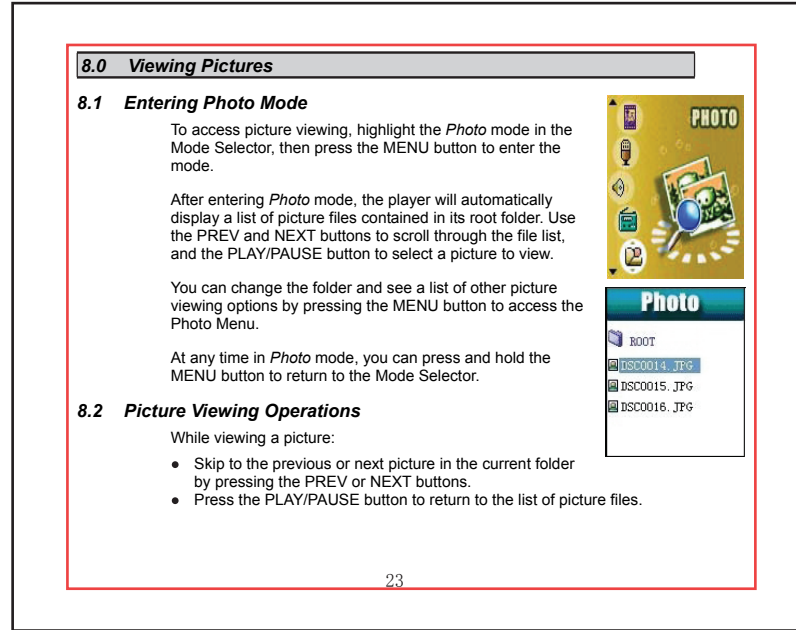 8.0 Viewing Pictures
8.1 Entering Photo Mode
To access picture viewing, highlight the Photo mode in the
Mode Selector, then press the MENU button to enter the
mode.
After entering Photo mode, the player will automatically
display a list of picture files contained in its root folder. Use
the PREV and NEXT buttons to scroll through the file list,
and the PLAY/PAUSE button to select a picture to view.
You can change the folder and see a list of other picture
viewing options by pressing the MENU button to access the
Photo Menu.
At any time in Photo mode, you can press and hold the
MENU button to return to the Mode Selector.
PHOTO
Photo
ROOT
DSC0014.JPG
DSC0015.JPG
DSC0016.JPG
8.2 Picture Viewing Operations
While viewing a picture:
● Skip to the previous or next picture in the current folder
by pressing the PREV or NEXT buttons.
● Press the PLAY/PAUSE button to return to the list of picture files.
23